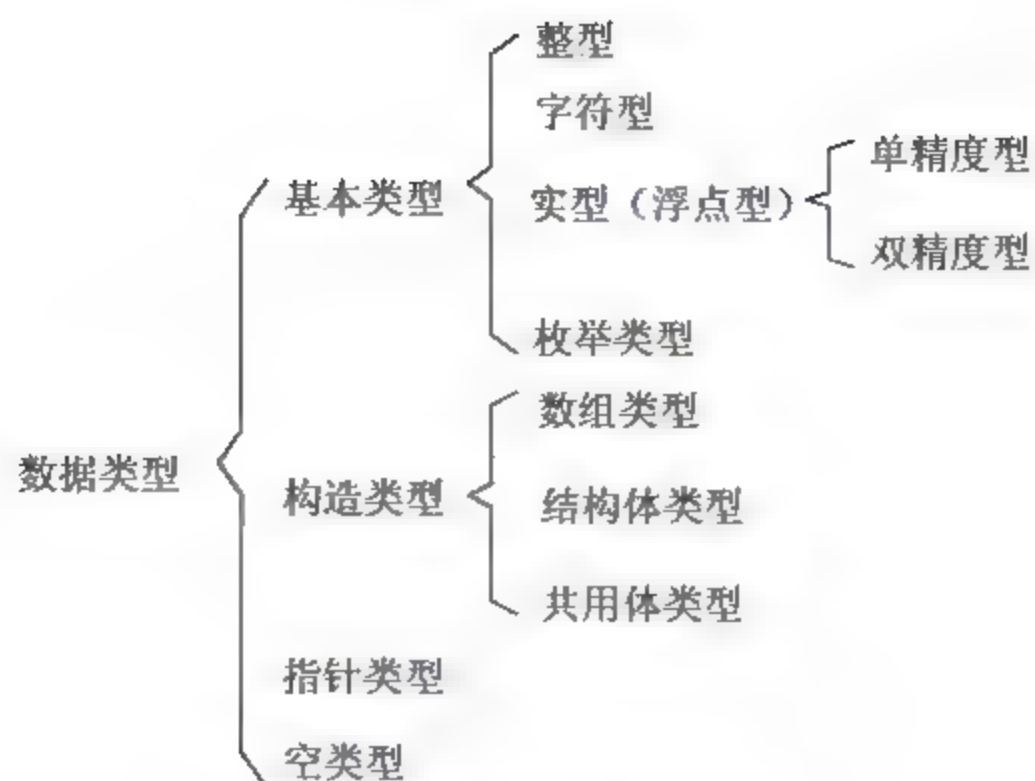 整型
字符型
单精度型
基本类型
实型（浮点型）
双精度型
枚举类型
数组类型
数据类型
构造类型
结构体类型
共用体类型
指针类型
空类型